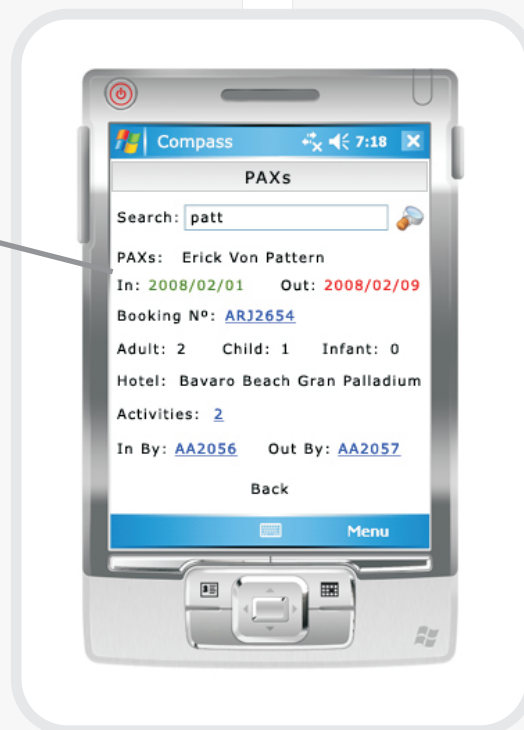 Compass 7:18
PAXs
Search: patt
PAXs: Erick Von Pattern
In: 2008/02/01 Out: 2008/02/09
Booking Nº: ARJ2654
Adult: 2 Child: 1 Infant: 0
Hotel: Bavaro Beach Gran Palladium
Activities: 2
In By: AA2056 Out By: AA2057
Back
Menu